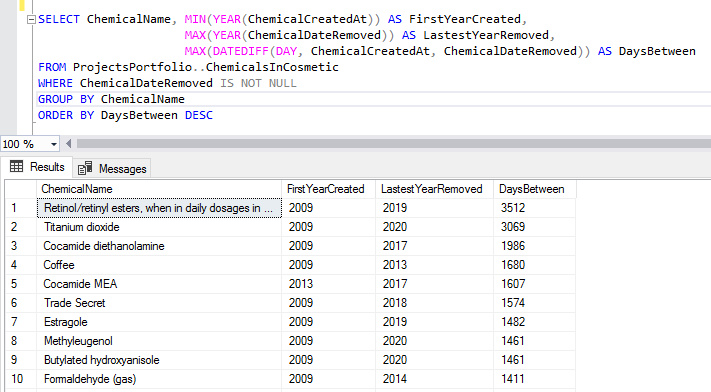 SELECT ChemicalName, MIN(YEAR(ChemicalCreatedAt)) AS FirstYearCreated,
MAX(YEAR(ChemicalDateRemoved)) AS LastestYearRemoved,
MAX(DATEDIFF(DAY, ChemicalCreatedAt, ChemicalDateRemoved)) AS DaysBetween
FROM ProjectsPortfolio..ChemicalsInCosmetic
WHERE ChemicalDateRemoved IS NOT NULL
GROUP BY ChemicalName
ORDER BY DaysBetween DESC
100 %
Results Messages
ChemicalName FirstYearCreated LastestYearRemoved DaysBetween
1 Retinol/retinyl esters, when in daily dosages in ... 2009 2019 3512
2 Titanium dioxide 2009 2020 3069
3 Cocamide diethanolamine 2009 2017 1986
4 Coffee 2009 2013 1680
5 Cocamide MEA 2013 2017 1607
6 Trade Secret 2009 2018 1574
7 Estragole 2009 2019 1482
8 Methyleugenol 2009 2020 1461
9 Butylated hydroxyanisole 2009 2020 1461
10 Formaldehyde (gas) 2009 2014 1411